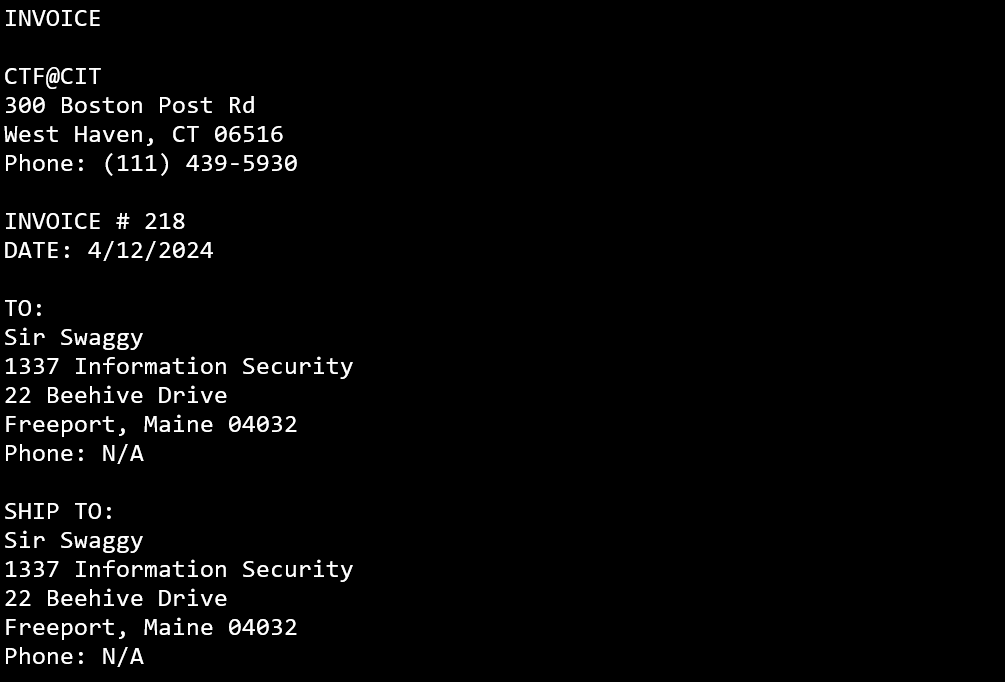 INVOICE
CTF@CIT
300 Boston Post Rd
West Haven, CT 06516
Phone: (111) 439-5930
INVOICE # 218
DATE: 4/12/2024
TO:
Sir Swaggy
1337 Information Security
22 Beehive Drive
Freeport, Maine 04032
Phone: N/A
SHIP TO:
Sir Swaggy
1337 Information Security
22 Beehive Drive
Freeport, Maine 04032
Phone: N/A